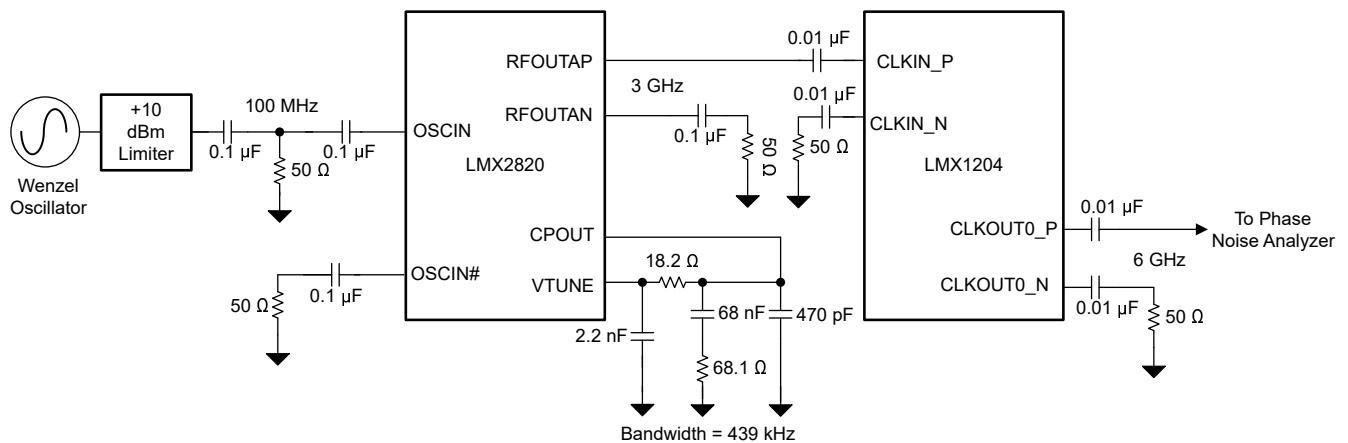 Wenzel
Oscillator
+10
dBm
Limiter
0.1 µF
100 MHz
50 Ω
0.1 µF
OSCIN
50 Ω
0.1 µF
OSCIN#
LMX2820
RFOUTAP
RFOUTAN
CPOUT
VTUNE
3 GHz
0.1 µF
50 Ω
18.2 Ω
2.2 nF
68 nF
68.1 Ω
470 pF
Bandwidth = 439 kHz
0.01 µF
0.01 µF
50 Ω
CLKIN_P
CLKIN_N
LMX1204
CLKOUT0_P
CLKOUT0_N
0.01 µF
6 GHz
0.01 µF
50 Ω
To Phase
Noise Analyzer